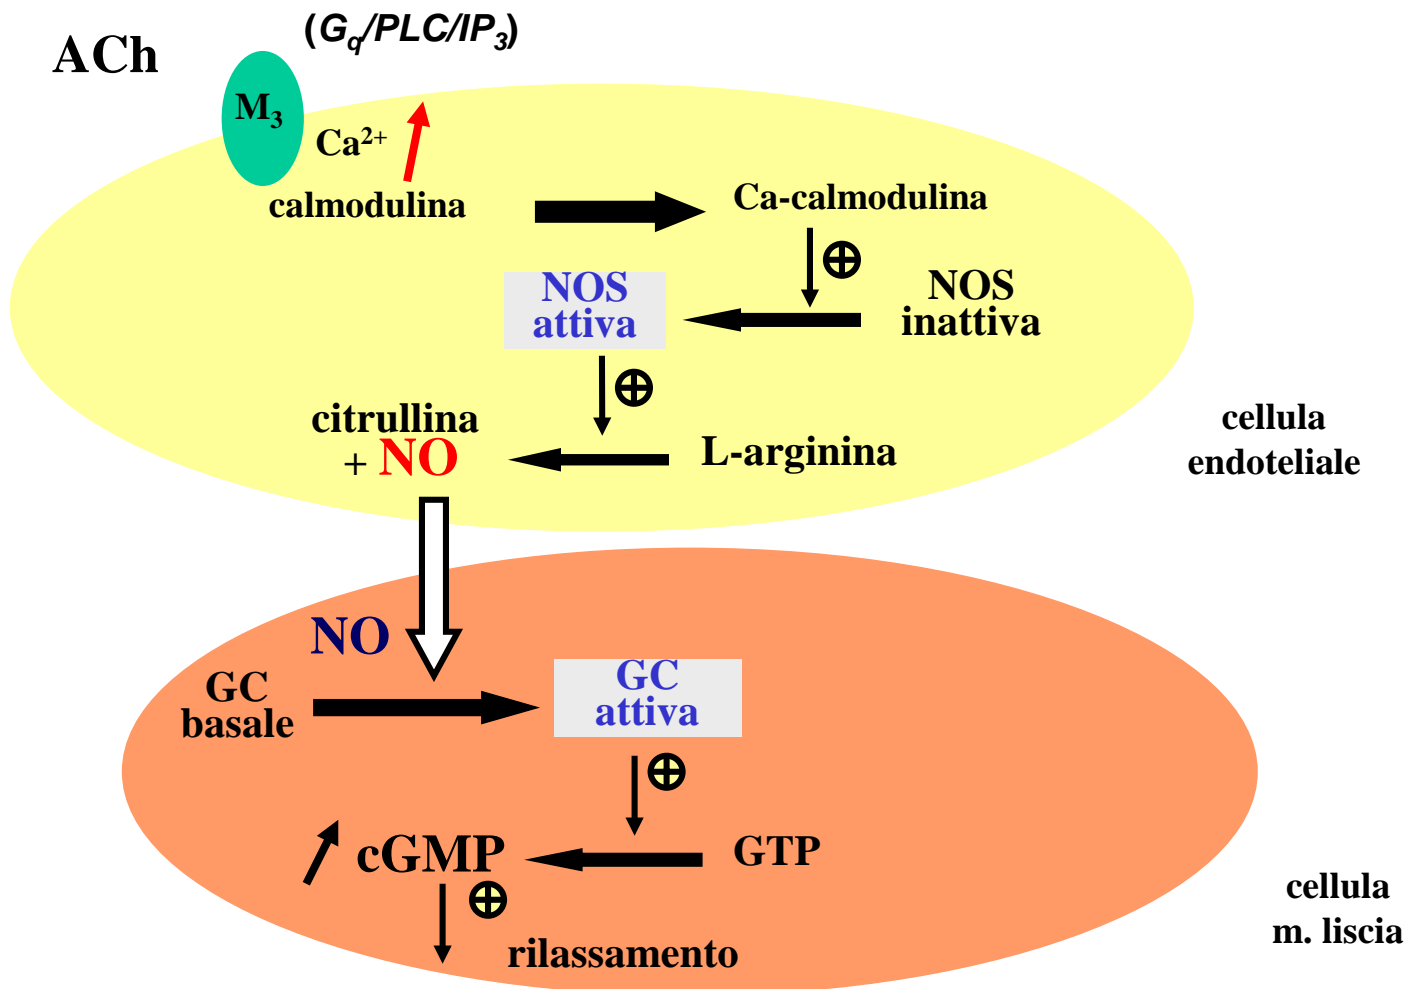 (Gq/PLC/IP3)
ACh
M3
Ca2+
calmodulina
Ca-calmodulina
NOS
attiva
NOS
inattiva
citrullina
+ NO
L-arginina
cellula
endoteliale
NO
GC
basale
GC
attiva
cGMP
GTP
rilassamento
cellula
m. liscia